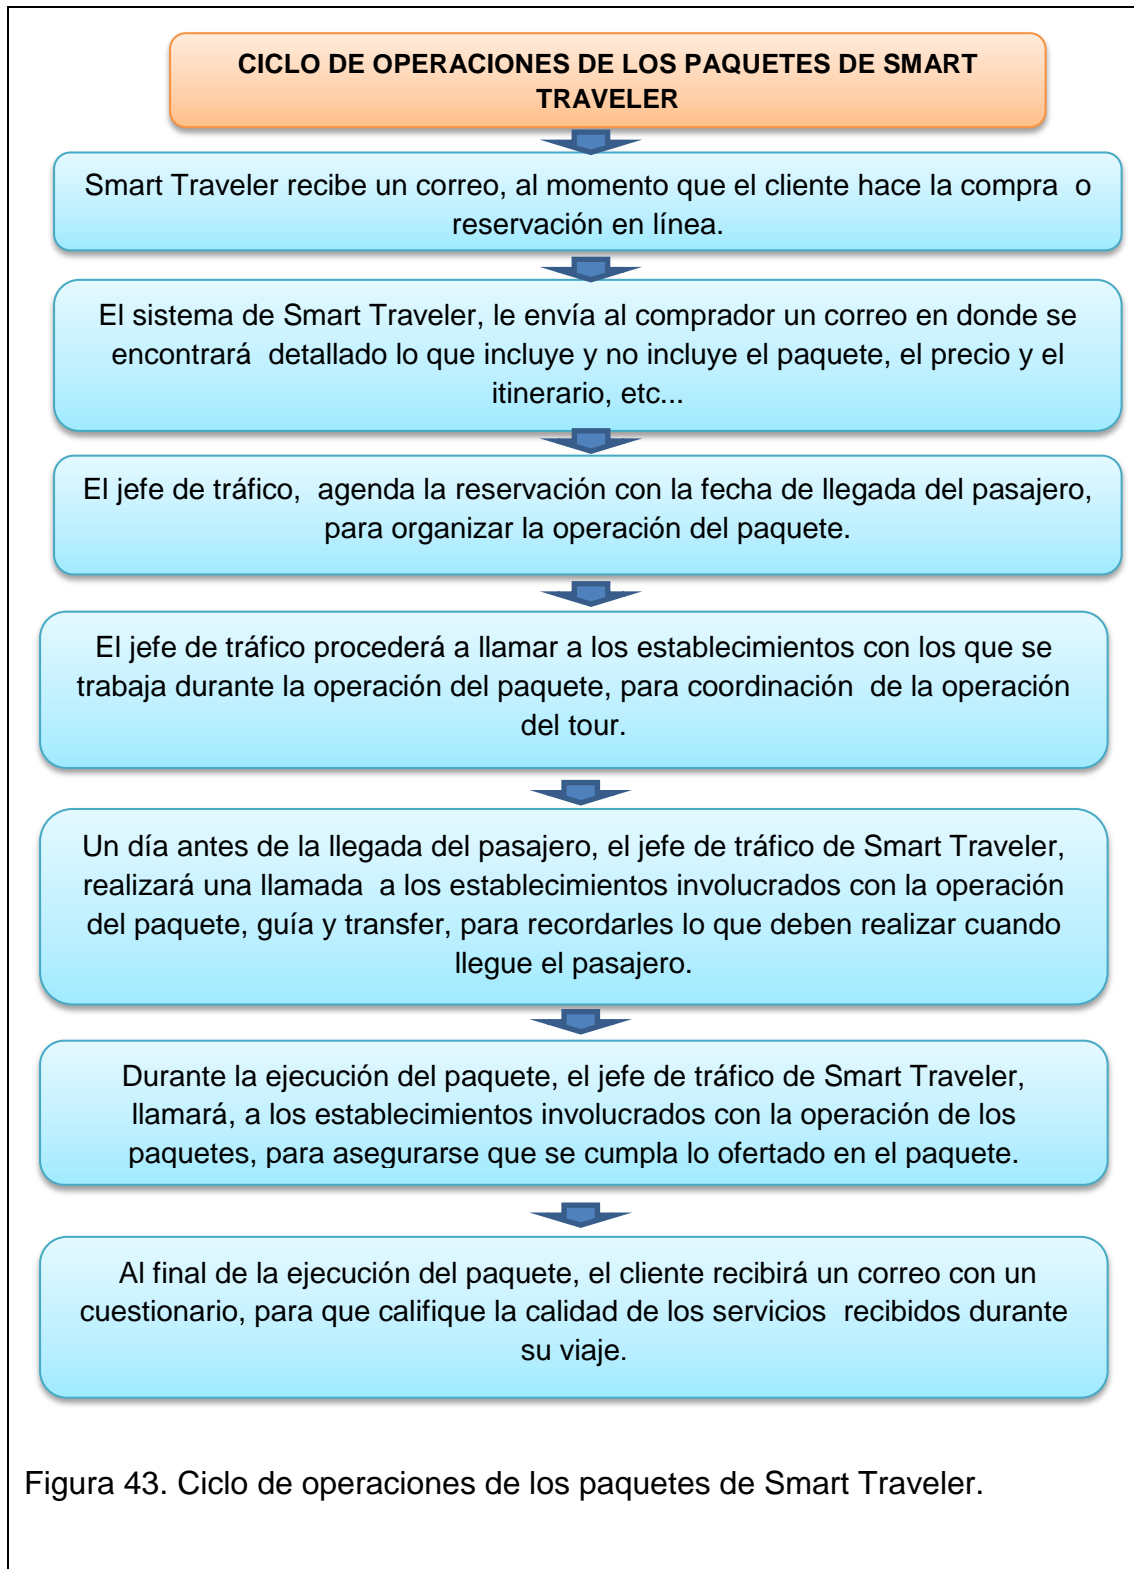 CICLO DE OPERACIONES DE LOS PAQUETES DE SMART
TRAVELER
Smart Traveler recibe un correo, al momento que el cliente hace la compra  o
reservación en línea.
El sistema de Smart Traveler, le envía al comprador un correo en donde se
encontrará  detallado lo que incluye y no incluye el paquete, el precio y el
itinerario, etc...
El jefe de tráfico,  agenda la reservación con la fecha de llegada del pasajero,
para organizar la operación del paquete.
El jefe de tráfico procederá a llamar a los establecimientos con los que se
trabaja durante la operación del paquete, para coordinación  de la operación
del tour.
Un día antes de la llegada del pasajero, el jefe de tráfico de Smart Traveler,
realizará una llamada  a los establecimientos involucrados con la operación
del paquete, guía y transfer, para recordarles lo que deben realizar cuando
llegue el pasajero.
Durante la ejecución del paquete, el jefe de tráfico de Smart Traveler,
llamará, a los establecimientos involucrados con la operación de los
paquetes, para asegurarse que se cumpla lo ofertado en el paquete.
Al final de la ejecución del paquete, el cliente recibirá un correo con un
cuestionario, para que califique la calidad de los servicios  recibidos durante
su viaje.
Figura 43. Ciclo de operaciones de los paquetes de Smart Traveler.